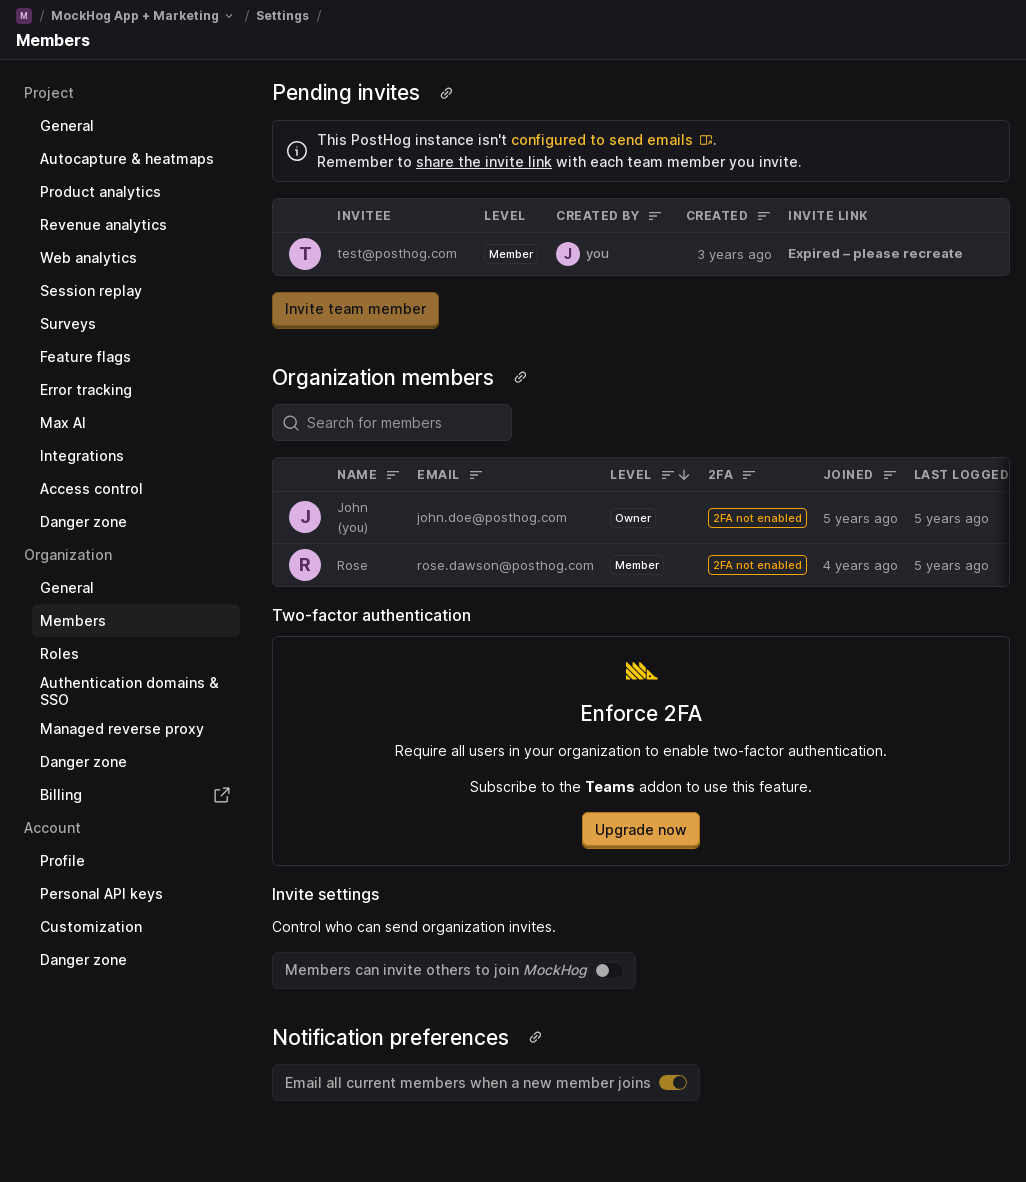 M / MockHog App + Marketing / Settings /
Members
Project
General
Autocapture & heatmaps
Product analytics
Revenue analytics
Web analytics
Session replay
Surveys
Feature flags
Error tracking
Max AI
Integrations
Access control
Danger zone
Organization
General
Members
Roles
Authentication domains &
SSO
Managed reverse proxy
Danger zone
Billing
Account
Profile
Personal API keys
Customization
Danger zone
Pending invites
This PostHog instance isn't configured to send emails.
Remember to share the invite link with each team member you invite.
INVITEE LEVEL CREATED BY CREATED INVITE LINK
T test@posthog.com Member J you 3 years ago Expired – please recreate
Invite team member
Organization members
Search for members
NAME EMAIL LEVEL 2FA JOINED LAST LOGGED
J John (you) john.doe@posthog.com Owner 2FA not enabled 5 years ago 5 years ago
R Rose rose.dawson@posthog.com Member 2FA not enabled 4 years ago 5 years ago
Two-factor authentication
Enforce 2FA
Require all users in your organization to enable two-factor authentication.
Subscribe to the Teams addon to use this feature.
Upgrade now
Invite settings
Control who can send organization invites.
Members can invite others to join MockHog
Notification preferences
Email all current members when a new member joins